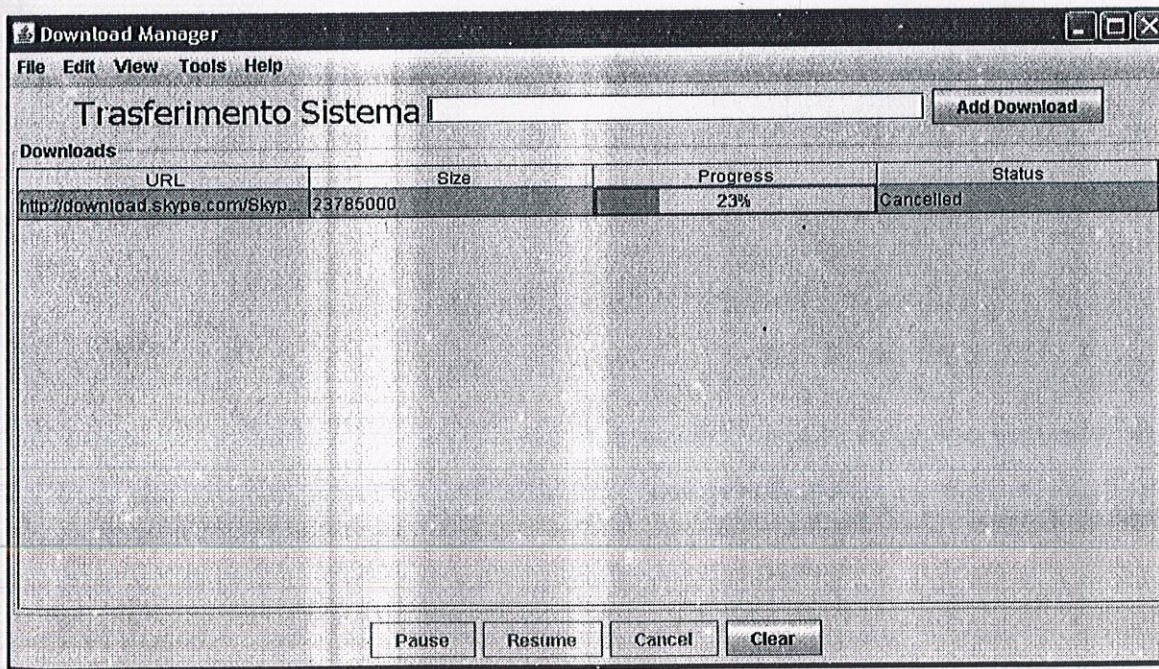 Download Manager
File Edit View Tools Help
Trasferimento Sistema Add Download
Downloads
URL Size Progress Status
http://download.skype.com/Skyp... 23785000 23% Cancelled
Pause Resume Cancel Clear